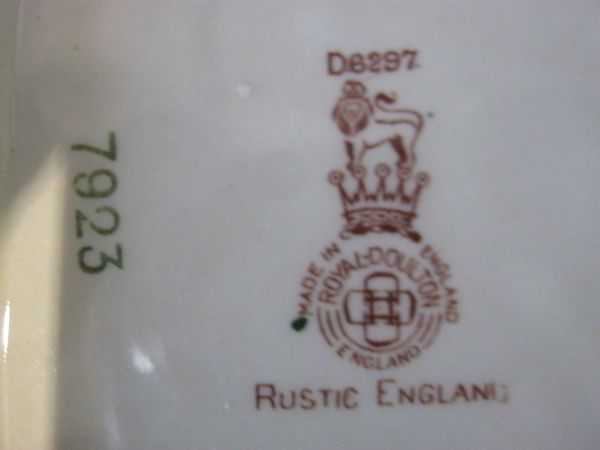 D6297.
MADE IN ENGLAND
ROYAL-DOULTON
ENGLAND
RUSTIC ENGLAND
7923